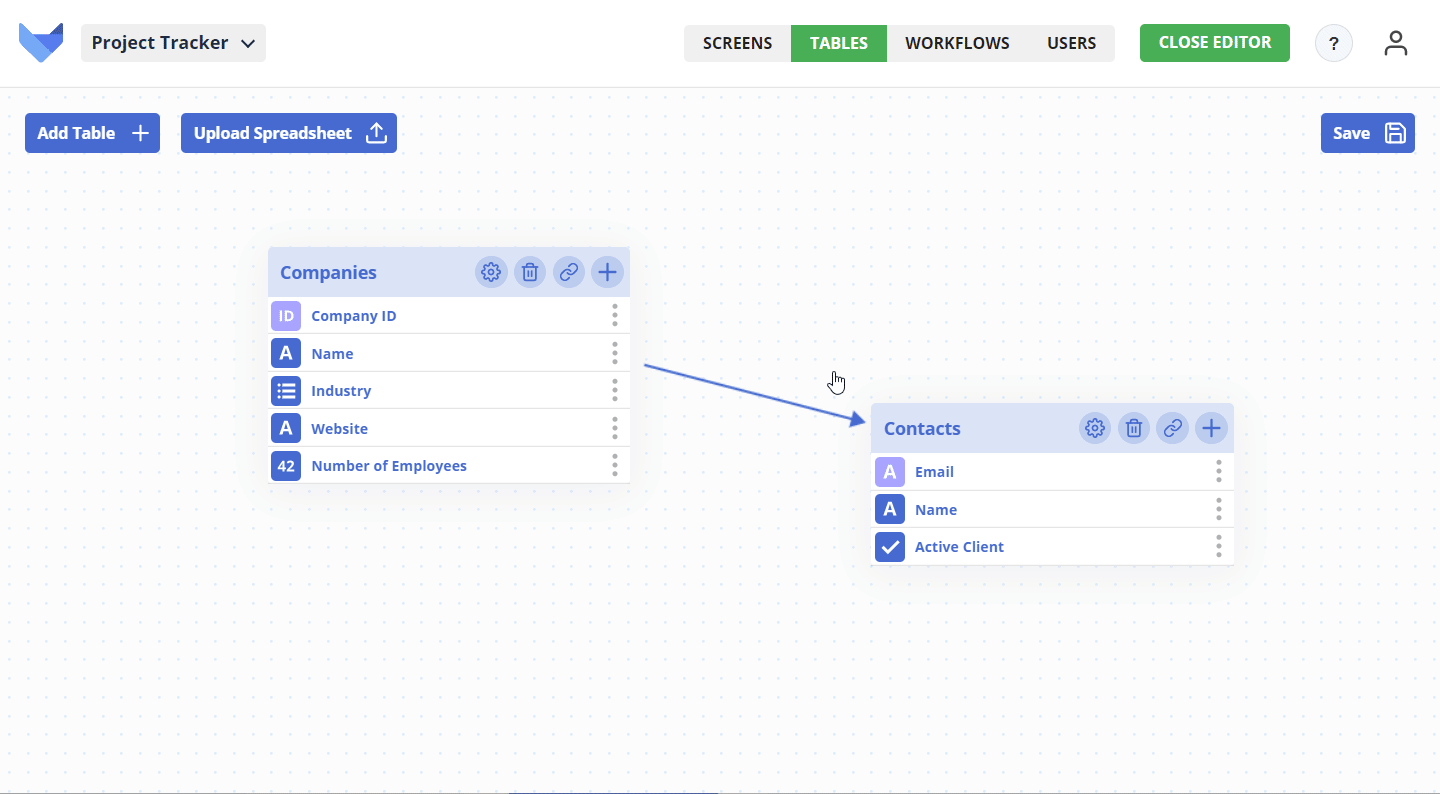 Project Tracker
SCREENS
TABLES
WORKFLOWS
USERS
CLOSE EDITOR
?
Add Table
Upload Spreadsheet
Save
Companies
ID Company ID
A Name
Industry
A Website
42 Number of Employees
Contacts
A Email
A Name
Active Client